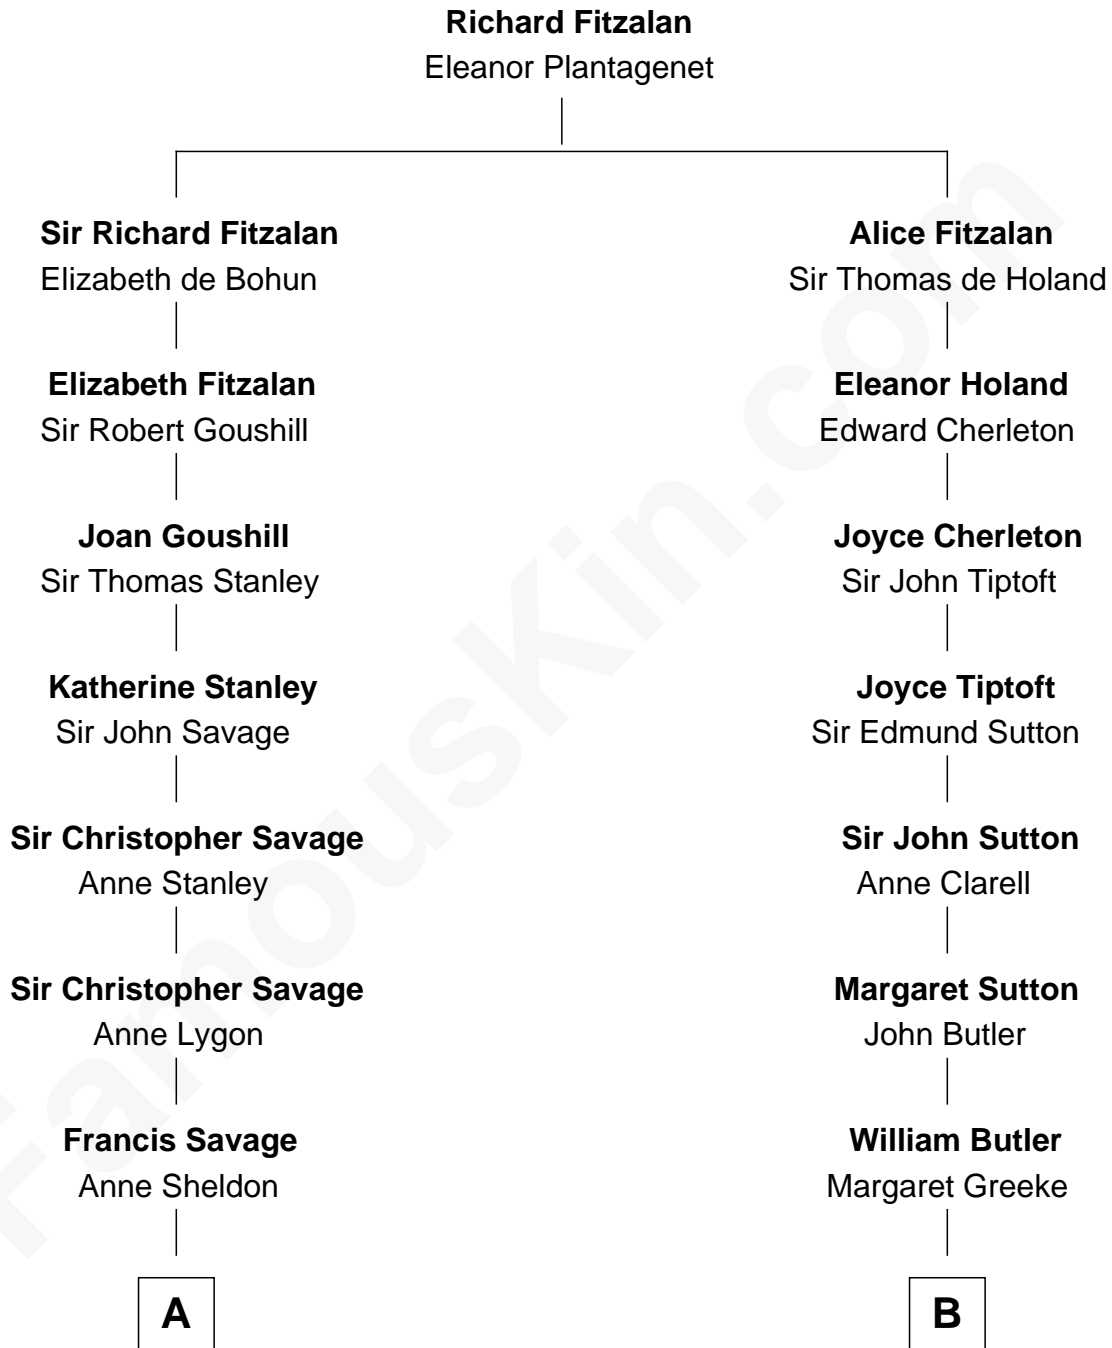 Richard Fitzalan
Eleanor Plantagenet
Sir Richard Fitzalan
Elizabeth de Bohun
Elizabeth Fitzalan
Sir Robert Goushill
Joan Goushill
Sir Thomas Stanley
Katherine Stanley
Sir John Savage
Sir Christopher Savage
Anne Stanley
Sir Christopher Savage
Anne Lygon
Francis Savage
Anne Sheldon
A
Alice Fitzalan
Sir Thomas de Holand
Eleanor Holand
Edward Cherleton
Joyce Cherleton
Sir John Tiptoft
Joyce Tiptoft
Sir Edmund Sutton
Sir John Sutton
Anne Clarell
Margaret Sutton
John Butler
William Butler
Margaret Greeke
B
FamousKin.com